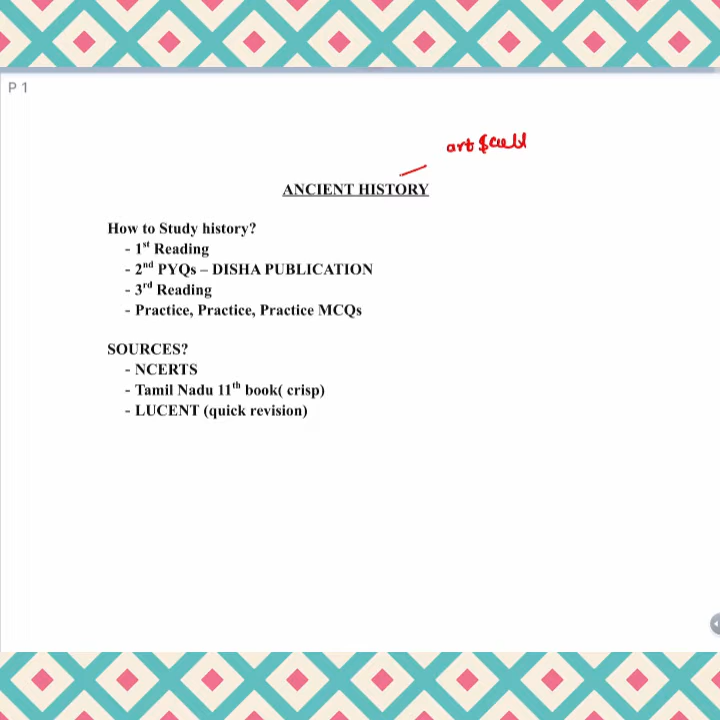 P 1
art &
ANCIENT HISTORY
How to Study history?
- 1st Reading
- 2nd PYQs – DISHA PUBLICATION
- 3rd Reading
- Practice, Practice, Practice MCQs
SOURCES?
- NCERTS
- Tamil Nadu 11th book( crisp)
- LUCENT (quick revision)